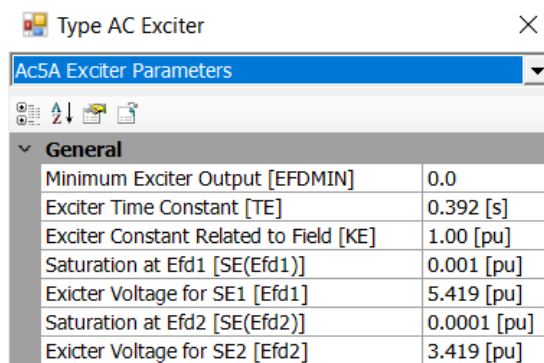 Type AC Exciter
Ac5A Exciter Parameters
General
Minimum Exciter Output [EFDMIN] 0.0
Exciter Time Constant [TE] 0.392 [s]
Exciter Constant Related to Field [KE] 1.00 [pu]
Saturation at Efd1 [SE(Efd1)] 0.001 [pu]
Exicter Voltage for SE1 [Efd1] 5.419 [pu]
Saturation at Efd2 [SE(Efd2)] 0.0001 [pu]
Exicter Voltage for SE2 [Efd2] 3.419 [pu]